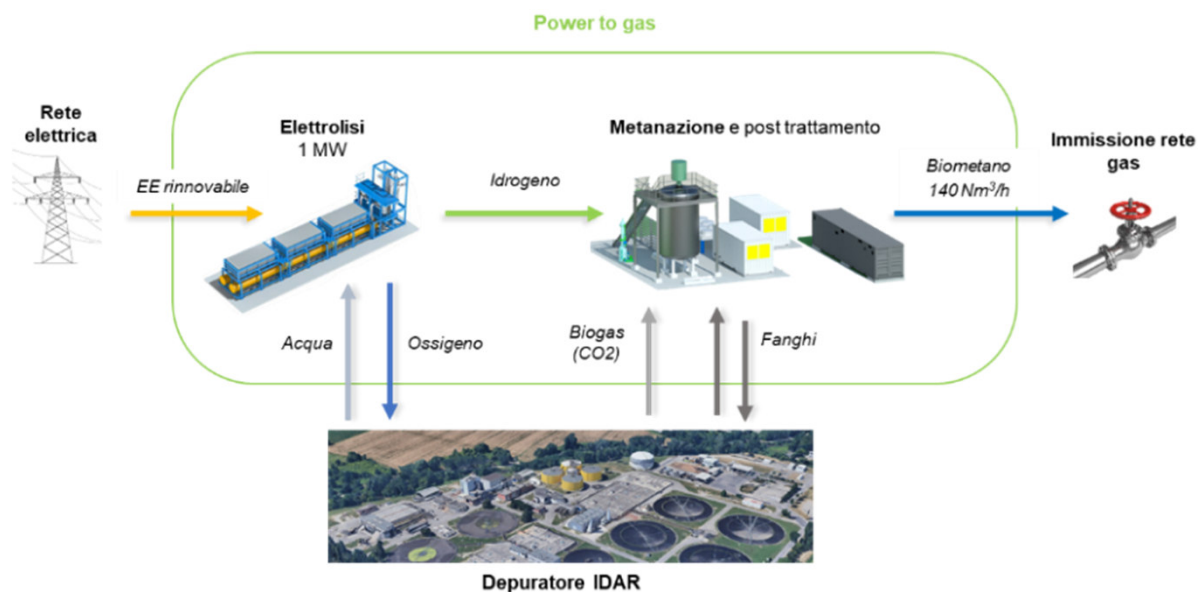 Power to gas
Rete
elettrica
EE rinnovabile
Elettrolisi
1 MW
Idrogeno
Metanazione e post trattamento
Biometano
140 Nm³/h
Immissione rete
gas
Acqua
Ossigeno
Biogas
(CO2)
Fanghi
Depuratore IDAR